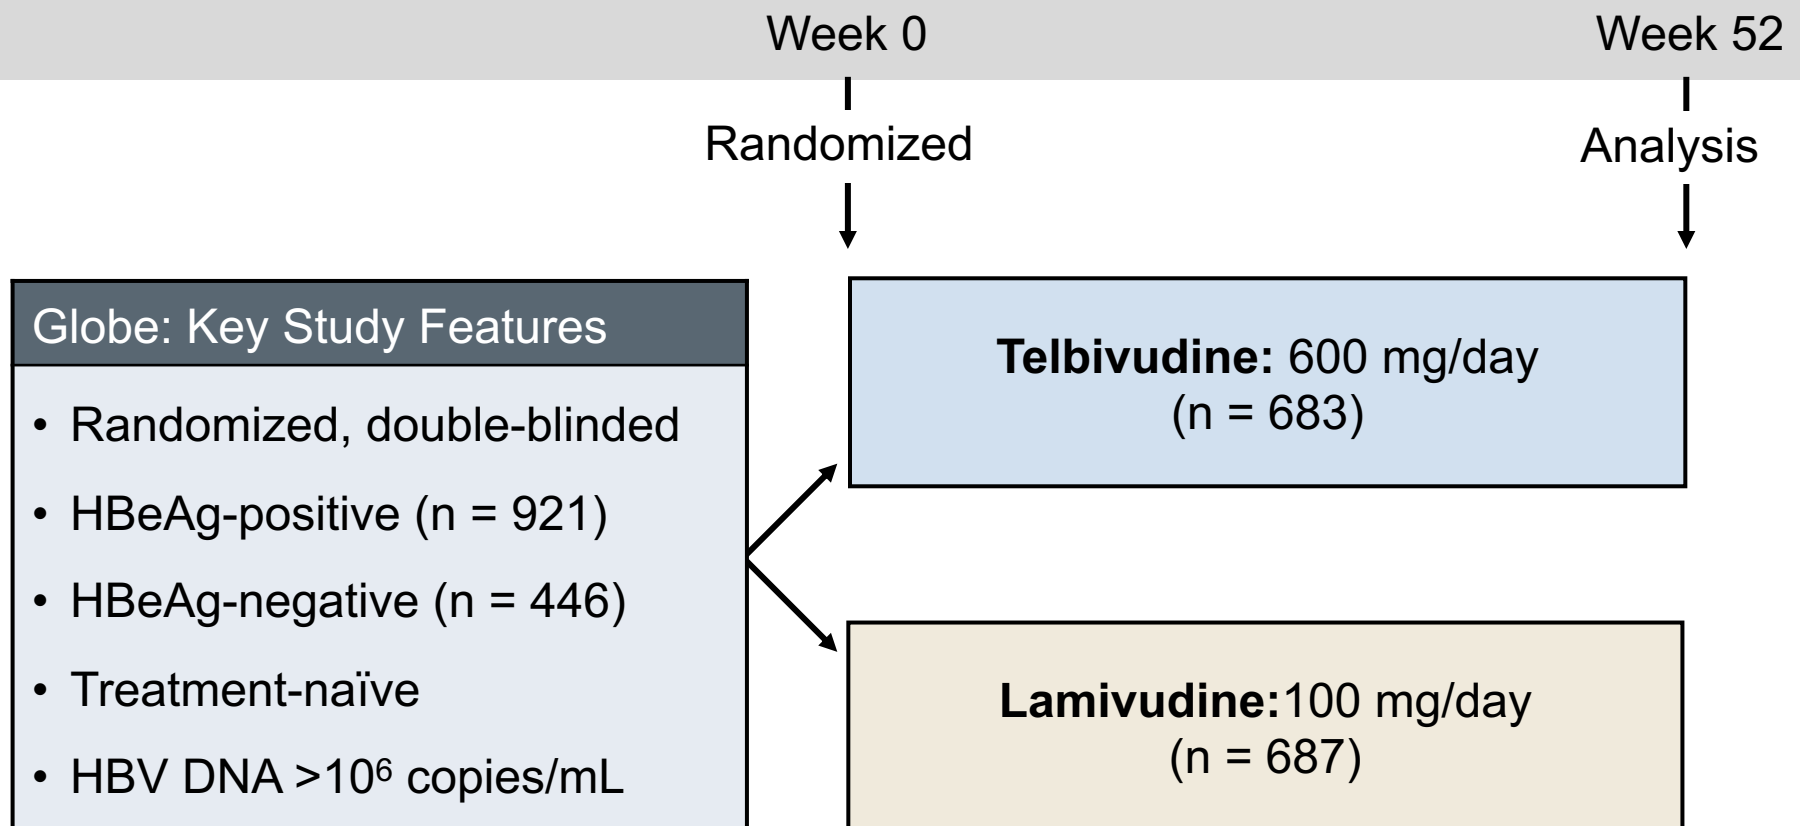 Week 0
Week 52
Randomized
Analysis
Globe: Key Study Features
• Randomized, double-blinded
• HBeAg-positive (n = 921)
• HBeAg-negative (n = 446)
• Treatment-naïve
• HBV DNA >10⁶ copies/mL
Telbivudine: 600 mg/day
(n = 683)
Lamivudine:100 mg/day
(n = 687)